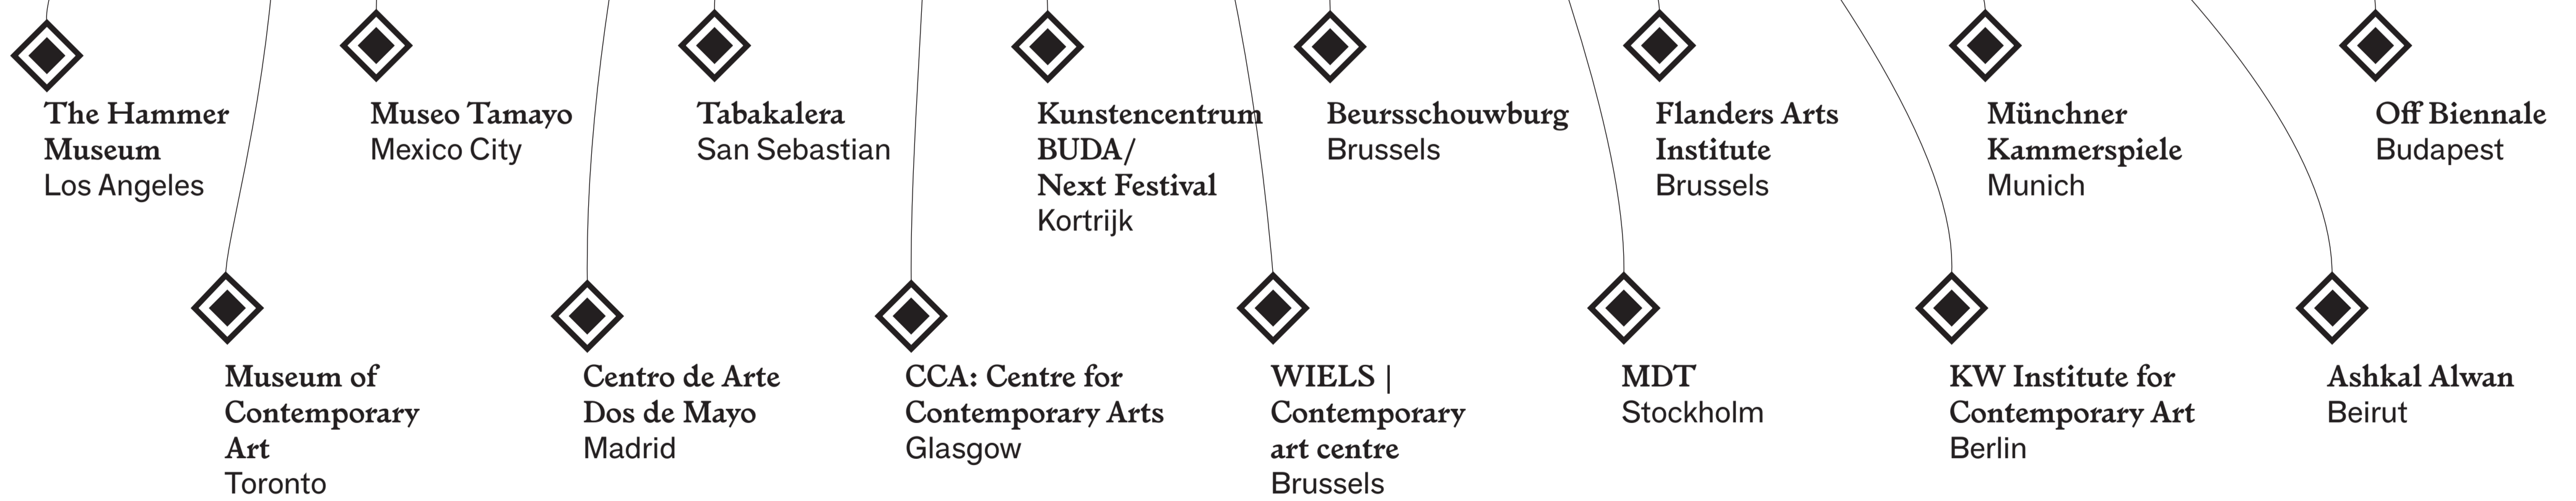 The Hammer
Museum
Los Angeles
Museo Tamayo
Mexico City
Tabakalera
San Sebastian
Kunstencentrum
BUDA/
Next Festival
Kortrijk
Beursschouwburg
Brussels
Flanders Arts
Institute
Brussels
Münchner
Kammerspiele
Munich
Off Biennale
Budapest
Museum of
Contemporary
Art
Toronto
Centro de Arte
Dos de Mayo
Madrid
CCA: Centre for
Contemporary Arts
Glasgow
WIELS |
Contemporary
art centre
Brussels
MDT
Stockholm
KW Institute for
Contemporary Art
Berlin
Ashkal Alwan
Beirut